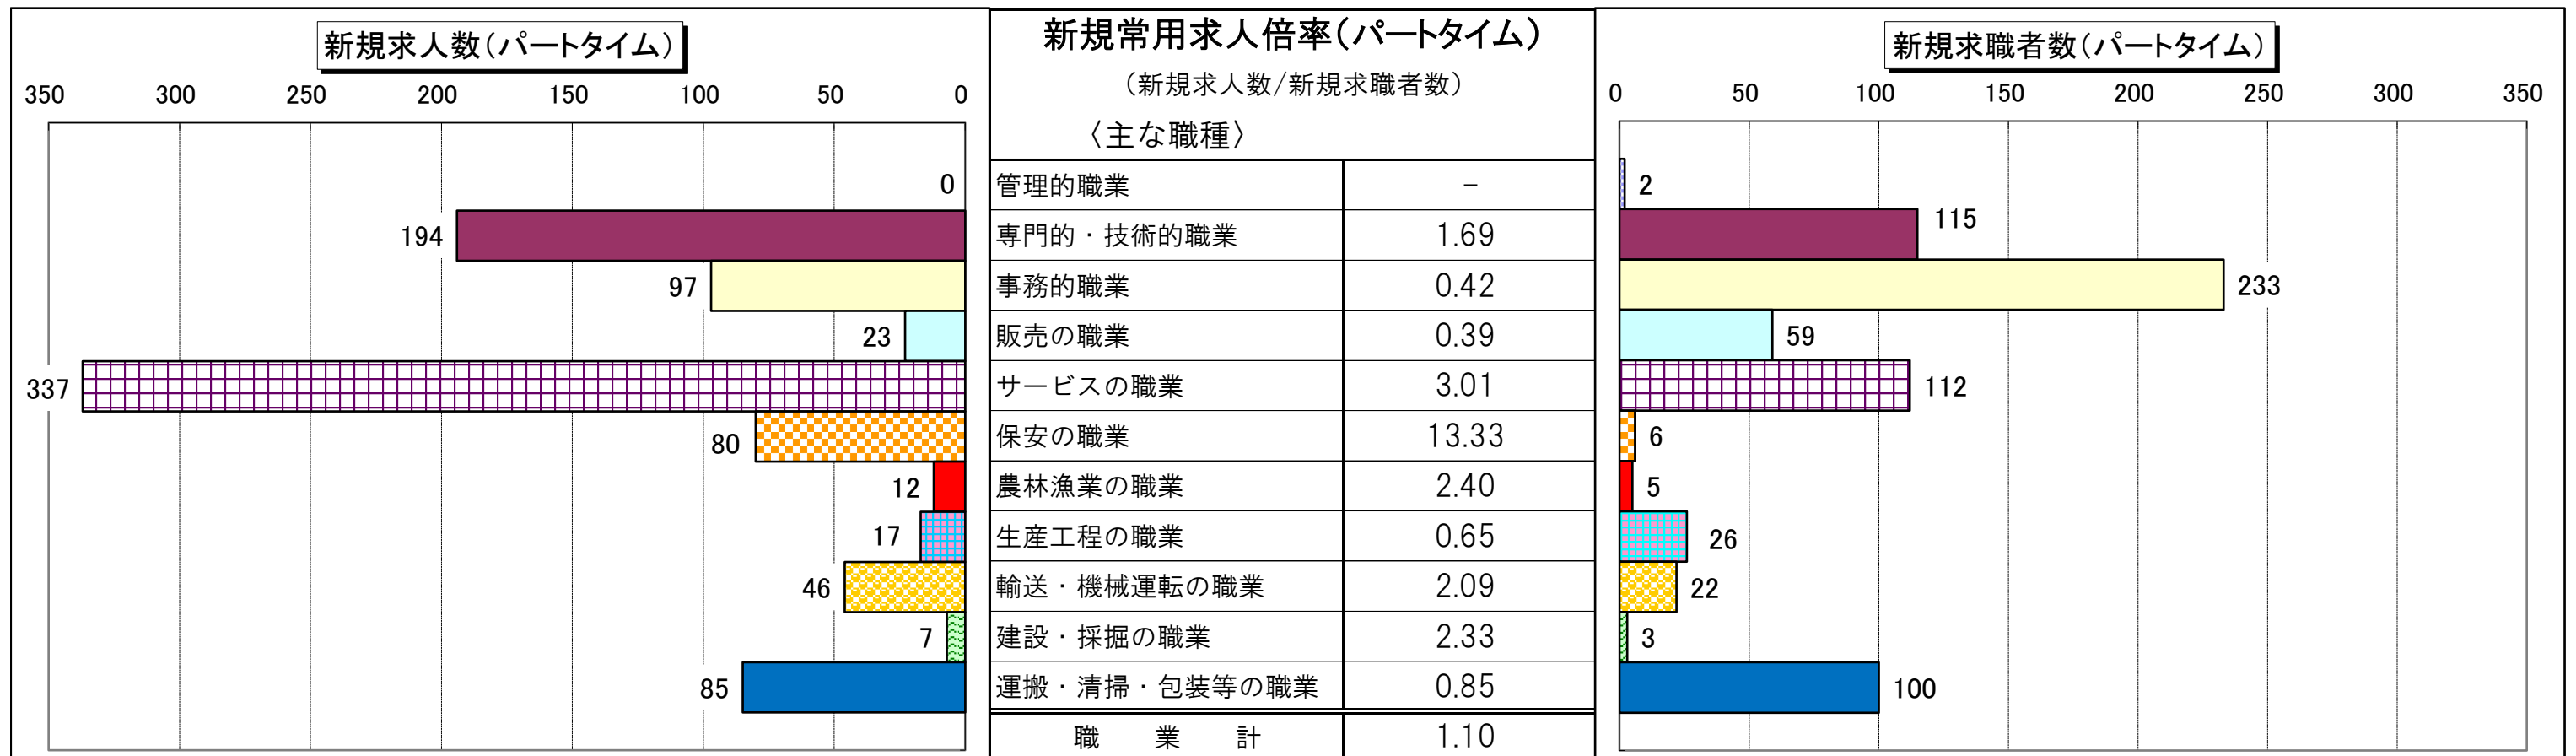 新規求人数（パートタイム）
350 300 250 200 150 100 50 0
0
194
97
23
337
80
12
17
46
7
85
新規常用求人倍率（パートタイム）
（新規求人数/新規求職者数）
〈主な職種〉
管理的職業 －
専門的・技術的職業 1.69
事務的職業 0.42
販売の職業 0.39
サービスの職業 3.01
保安の職業 13.33
農林漁業の職業 2.40
生産工程の職業 0.65
輸送・機械運転の職業 2.09
建設・採掘の職業 2.33
運搬・清掃・包装等の職業 0.85
職 業 計 1.10
新規求職者数（パートタイム）
0 50 100 150 200 250 300 350
2
115
233
59
112
6
5
26
22
3
100